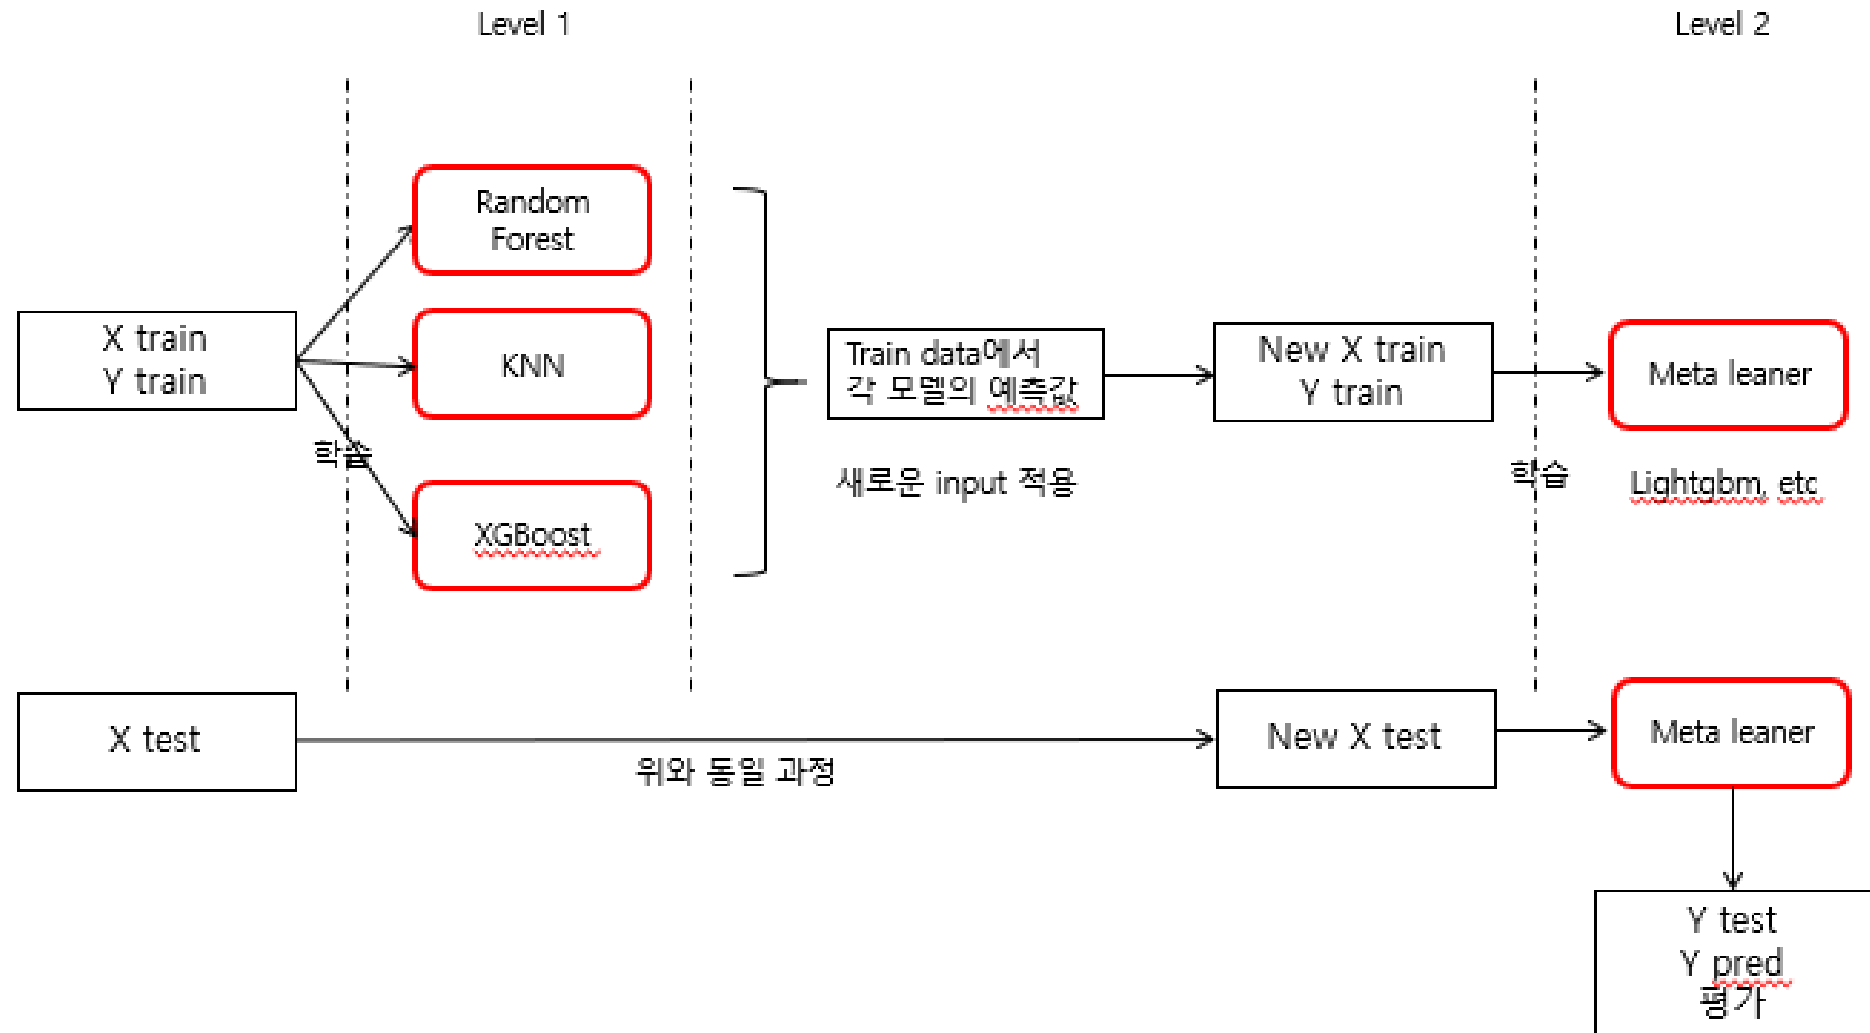 Level 1
Level 2
Random
Forest
X train
Y train
KNN
학습
XGBoost
Train data에서
각 모델의 예측값
새로운 input 적용
New X train
Y train
학습
Meta leaner
Lightgbm, etc
X test
위와 동일 과정
New X test
Meta leaner
Y test
Y pred
평가